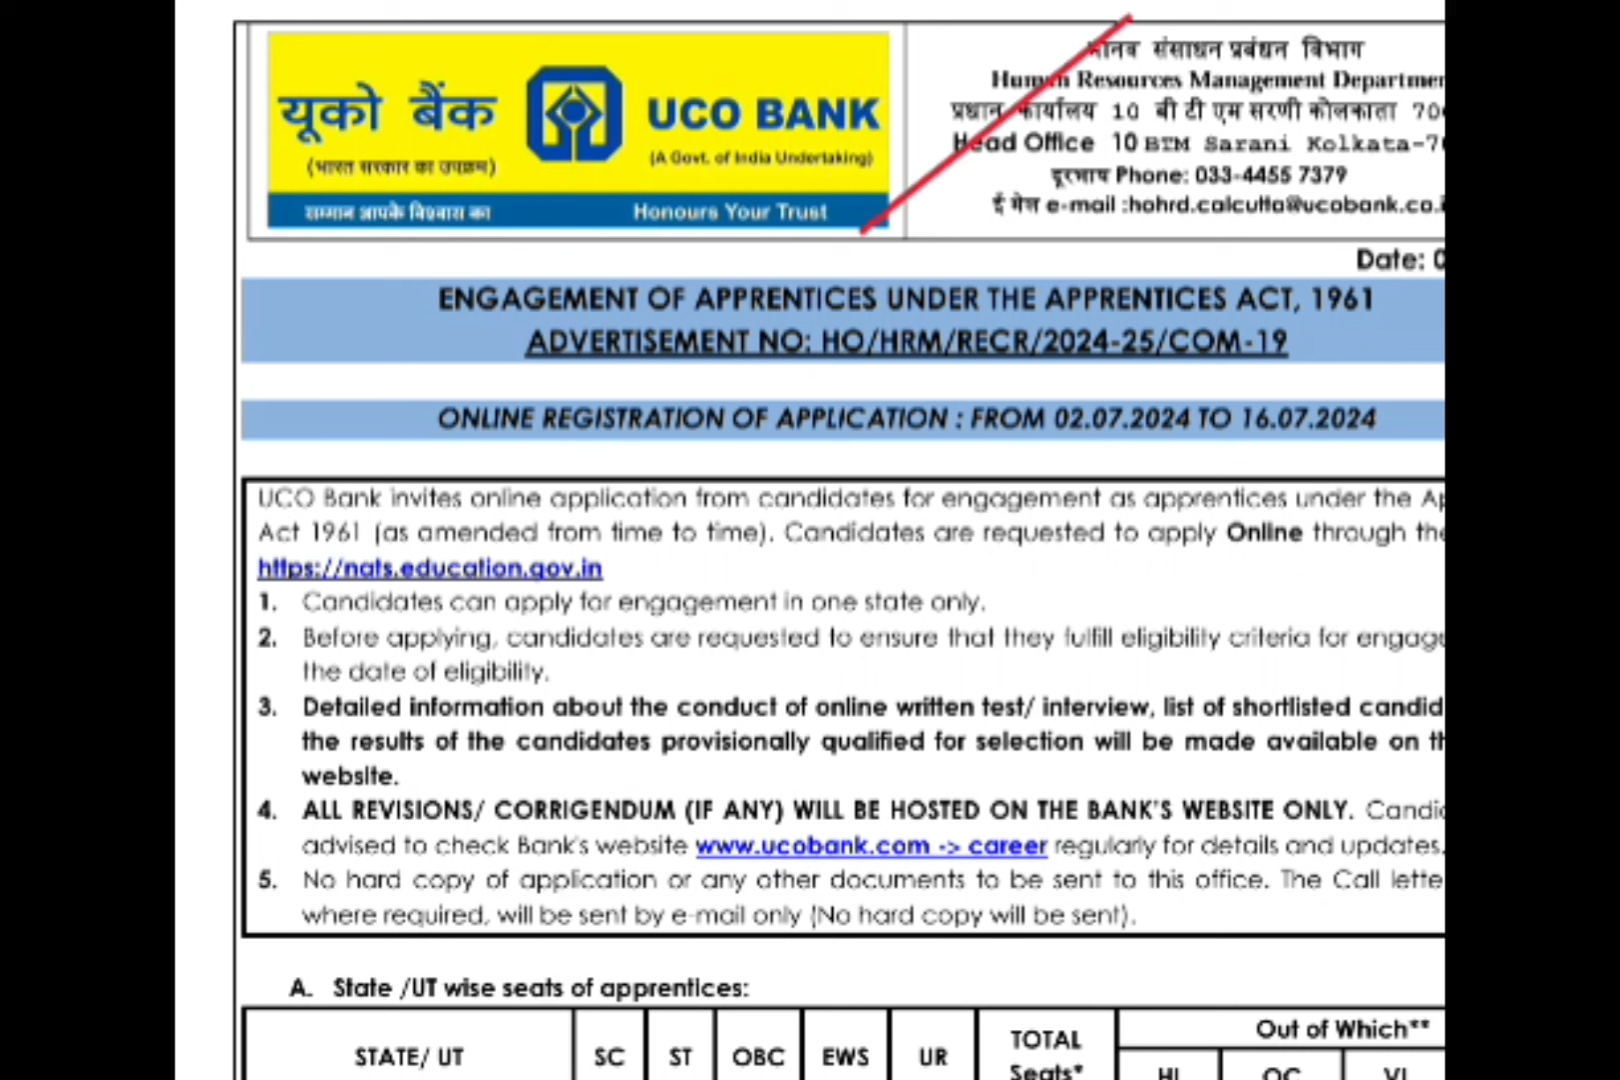 यूको बैंक
(भारत सरकार का उपक्रम)
सम्मान आपके विश्वास का
UCO BANK
(A Govt. of India Undertaking)
Honours Your Trust
मानव संसाधन प्रबंधन विभाग
Human Resources Management
प्रधान कार्यालय 10 बी टी एम सरणी कोलकाता
Head Office 10 BTM Sarani Kolkata-
दूरभाष Phone: 033-4455 7379
ई मेल e-mail :hohrd.calcutta@ucobank.co.
Date:
ENGAGEMENT OF APPRENTICES UNDER THE APPRENTICES ACT, 1961
ADVERTISEMENT NO: HO/HRM/RECR/2024-25/COM-19
ONLINE REGISTRATION OF APPLICATION : FROM 02.07.2024 TO 16.07.2024
UCO Bank invites online application from candidates for engagement as apprentices under the
Act 1961 (as amended from time to time). Candidates are requested to apply Online through the
https://nats.education.gov.in
1. Candidates can apply for engagement in one state only.
2. Before applying, candidates are requested to ensure that they fulfill eligibility criteria for
the date of eligibility.
3. Detailed information about the conduct of online written test/ interview, list of shortlisted
the results of the candidates provisionally qualified for selection will be made available on
website.
4. ALL REVISIONS/ CORRIGENDUM (IF ANY) WILL BE HOSTED ON THE BANK'S WEBSITE ONLY.
advised to check Bank's website www.ucobank.com -> career regularly for details and updates.
5. No hard copy of application or any other documents to be sent to this office. The Call
where required, will be sent by e-mail only (No hard copy will be sent).
A. State /UT wise seats of apprentices:
STATE/ UT SC ST OBC EWS UR TOTAL Seats* Out of Which**
HI OC VI